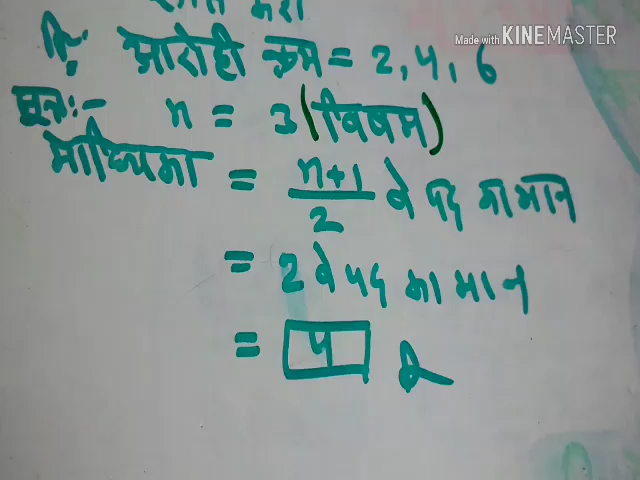 Made with KINEMASTER
आरोही क्रम = 2, 4, 6
सूत्र:- n = 3 (विषम)
माध्यिका = n+1/2 वे पद का मान
= 2 वे पद का मान
= 4